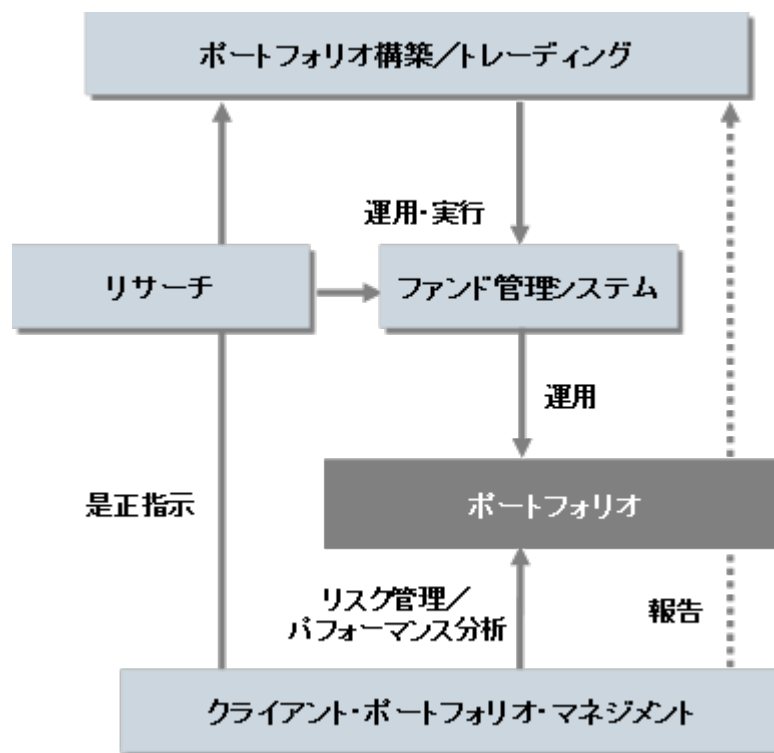 ポートフォリオ構築/トレーディング
運用・実行
リサーチ
ファンド管理システム
運用
是正指示
ポートフォリオ
リスク管理/
パフォーマンス分析
報告
クライアント・ポートフォリオ・マネジメント